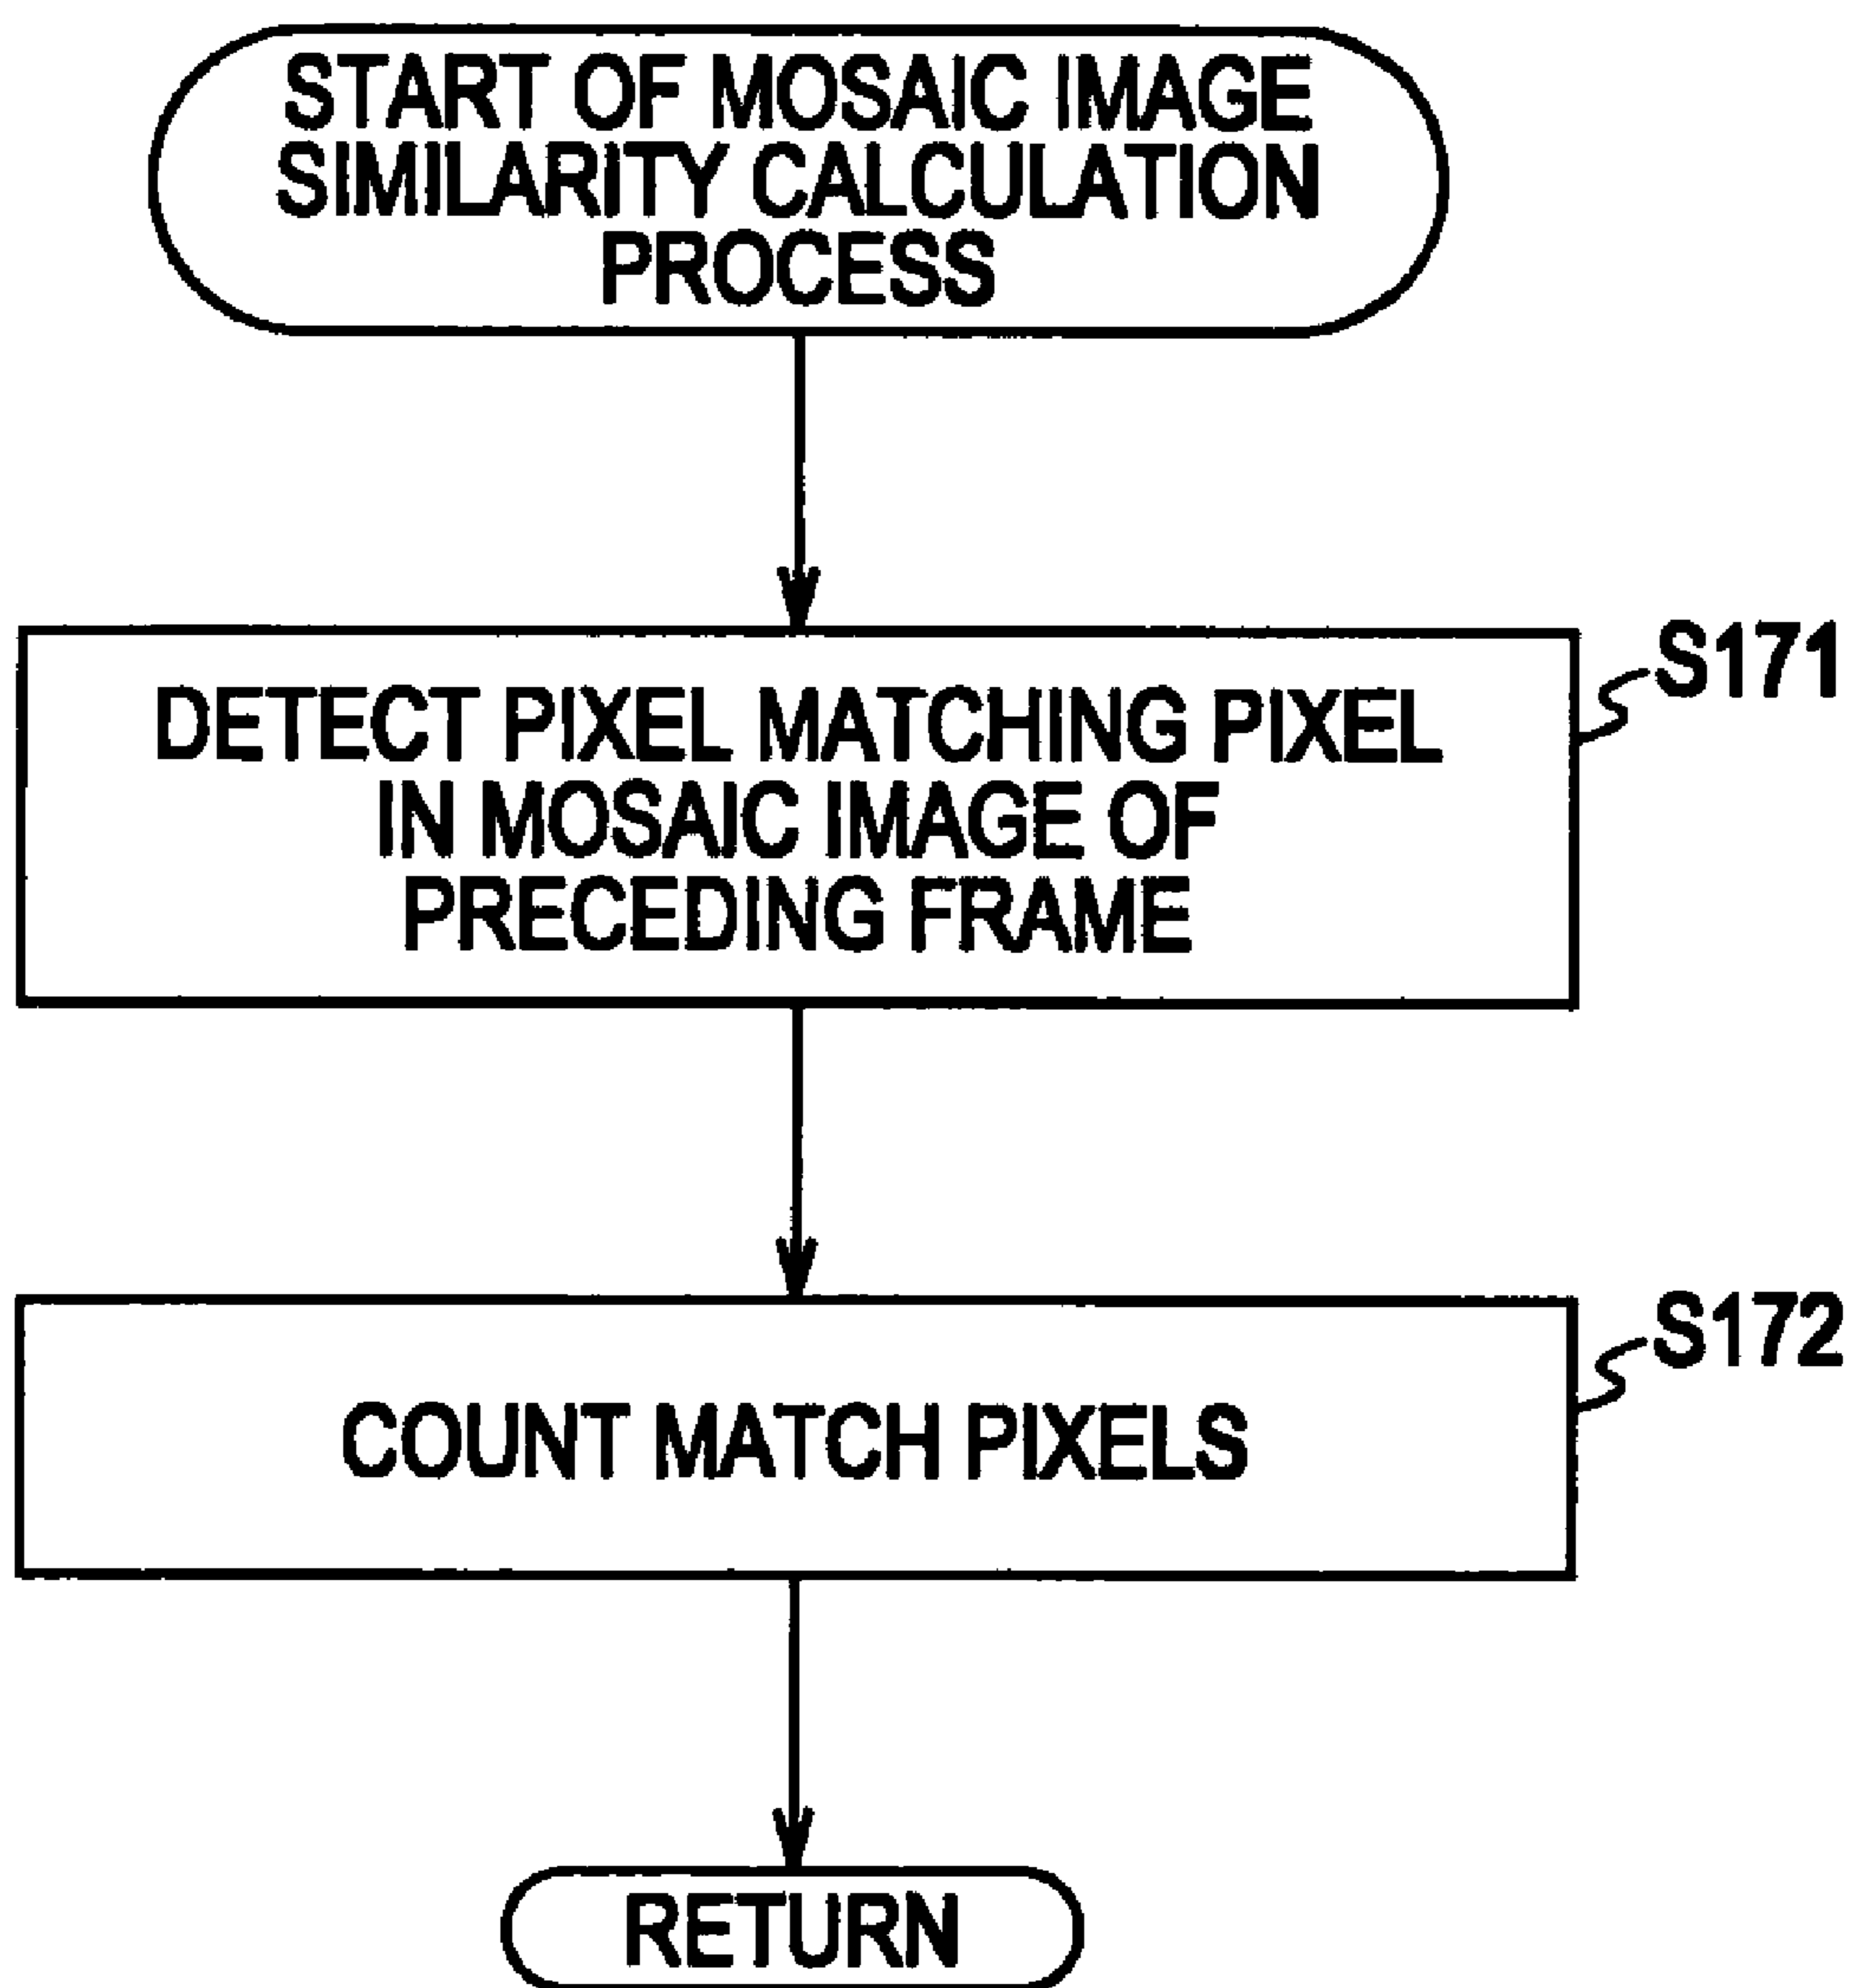 START OF MOSAIC IMAGE
SIMILARITY CALCULATION
PROCESS
S171
DETECT PIXEL MATCHING PIXEL
IN MOSAIC IMAGE OF
PRECEDING FRAME
S172
COUNT MATCH PIXELS
RETURN